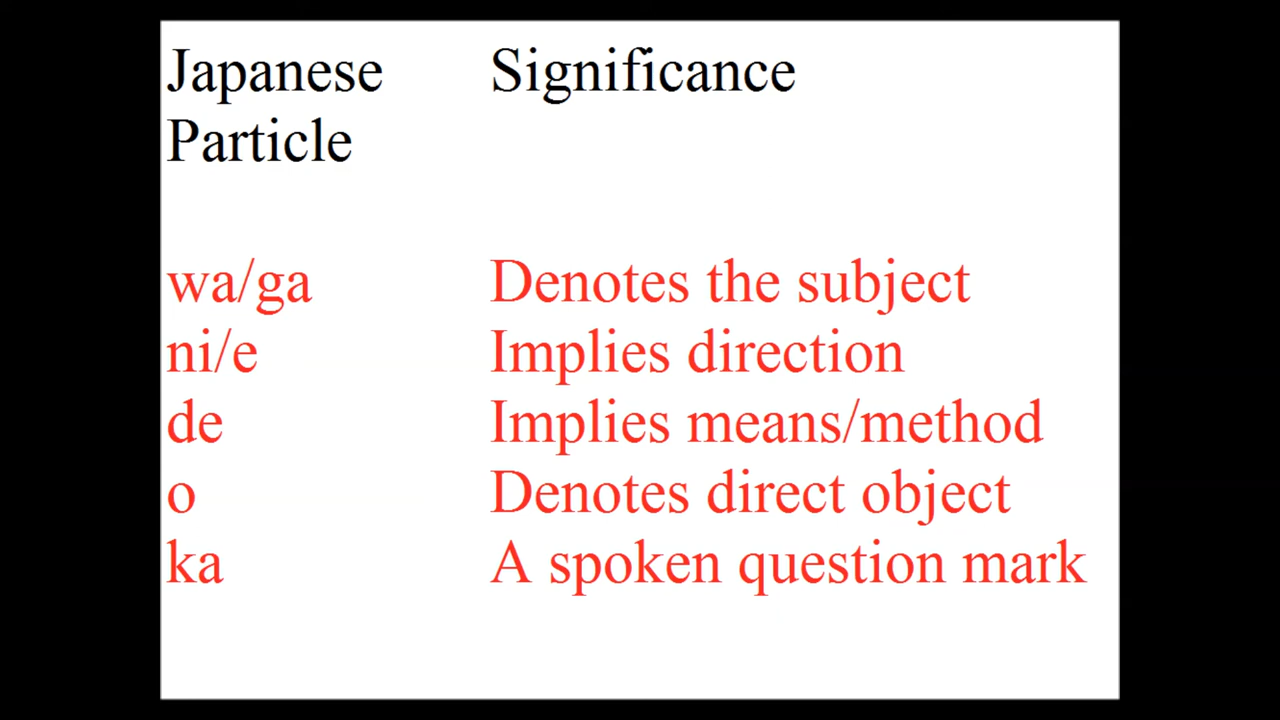 Japanese Significance
Particle
wa/ga Denotes the subject
ni/e Implies direction
de Implies means/method
o Denotes direct object
ka A spoken question mark